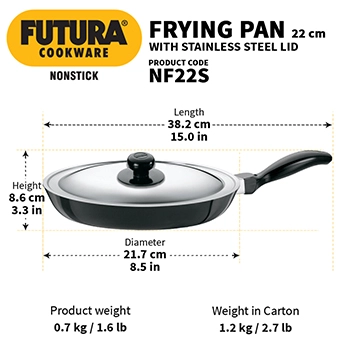 FUTURA®
COOKWARE
NONSTICK
FRYING PAN 22 cm
WITH STAINLESS STEEL LID
PRODUCT CODE
NF22S
Length
38.2 cm
15.0 in
Height
8.6 cm
3.3 in
Diameter
21.7 cm
8.5 in
Product weight
0.7 kg / 1.6 lb
Weight in Carton
1.2 kg / 2.7 lb